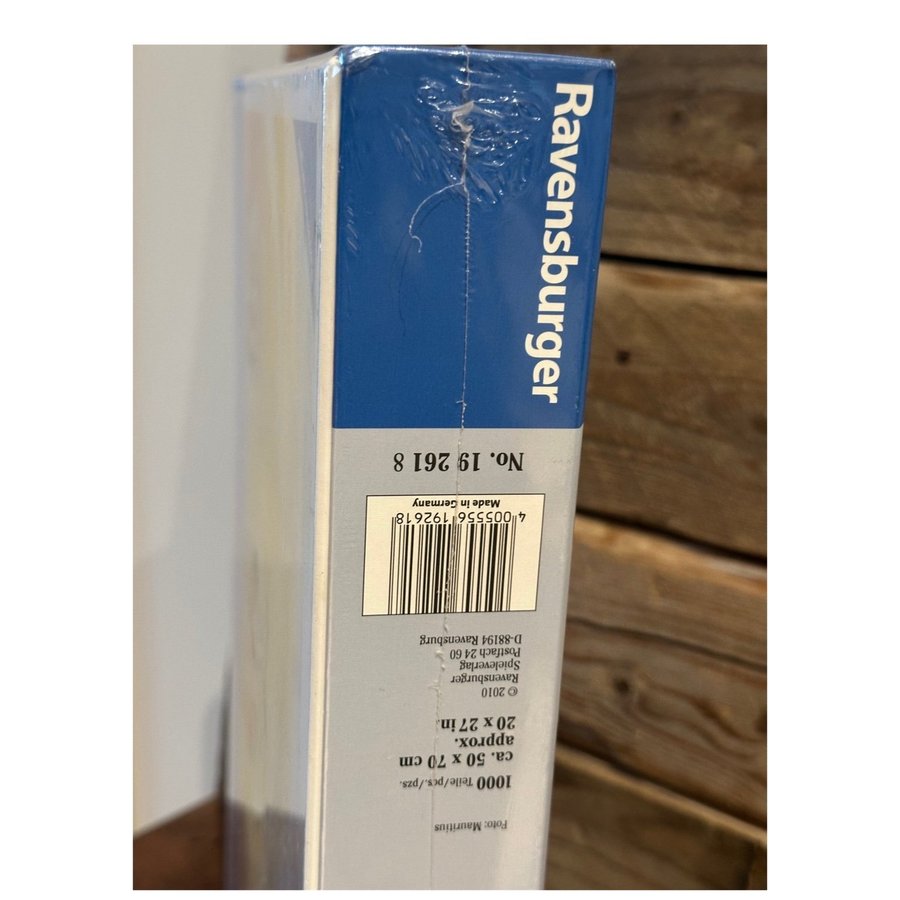 Ravensburger
Foto: Mauritius
1000 Teile/pcs./pzs.
ca. 50 x 70 cm
approx.
20 x 27 in.
© 2010
Ravensburger
Spieleverlag
Postfach 24 60
D-88194 Ravensburg
4 005556 192618
Made in Germany
No. 19 261 8